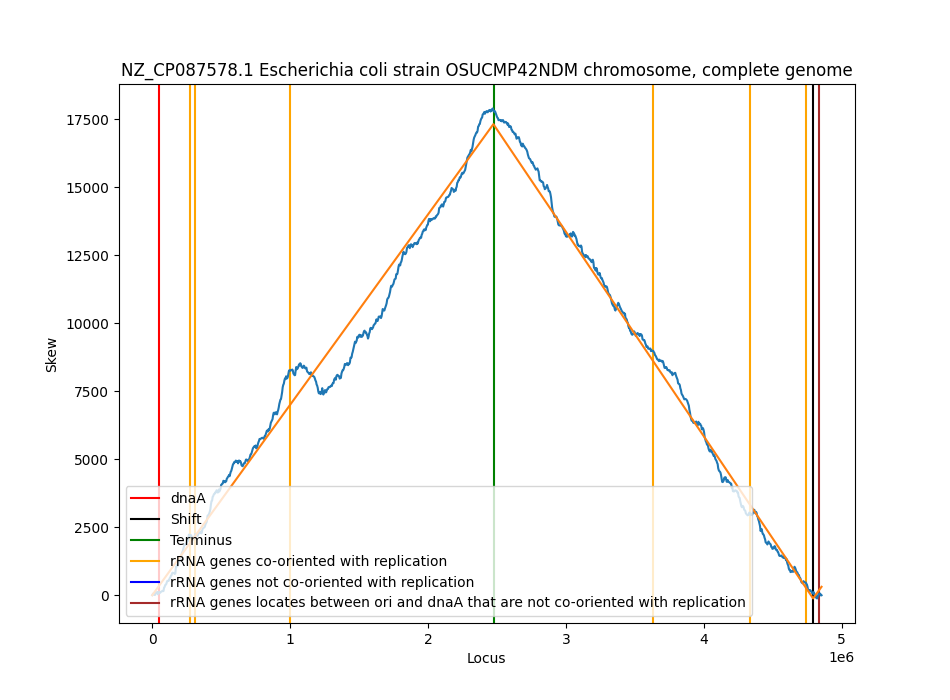 NZ_CP087578.1 Escherichia coli strain OSUCMP42NDM chromosome, complete genome
17500
15000
12500
10000
7500
5000
2500
0
Skew
dnaA
Shift
Terminus
rRNA genes co-oriented with replication
rRNA genes not co-oriented with replication
rRNA genes locates between ori and dnaA that are not co-oriented with replication
0 1 2 3 4 5
1e6
Locus